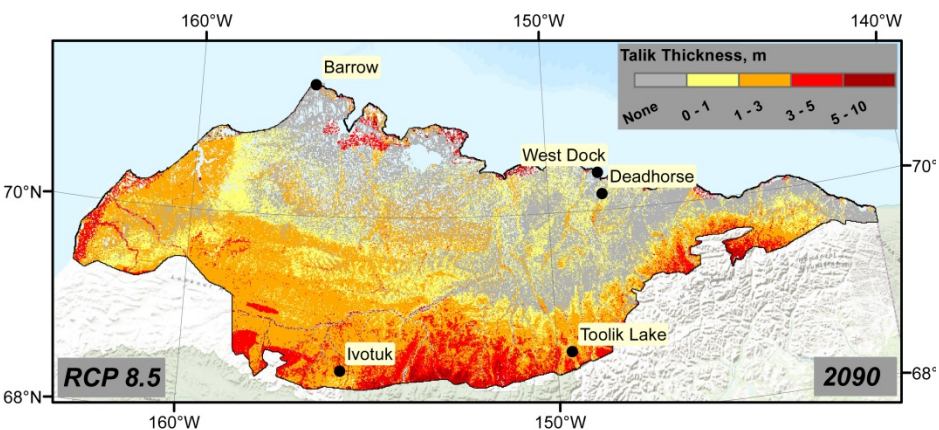 160°W 150°W 140°W
Talik Thickness, m
None 0 - 1 1 - 3 3 - 5 5 - 10
Barrow
West Dock
70°N 70°
Deadhorse
Toolik Lake
Ivotuk
RCP 8.5 2090
68°N 68°
160°W 150°W